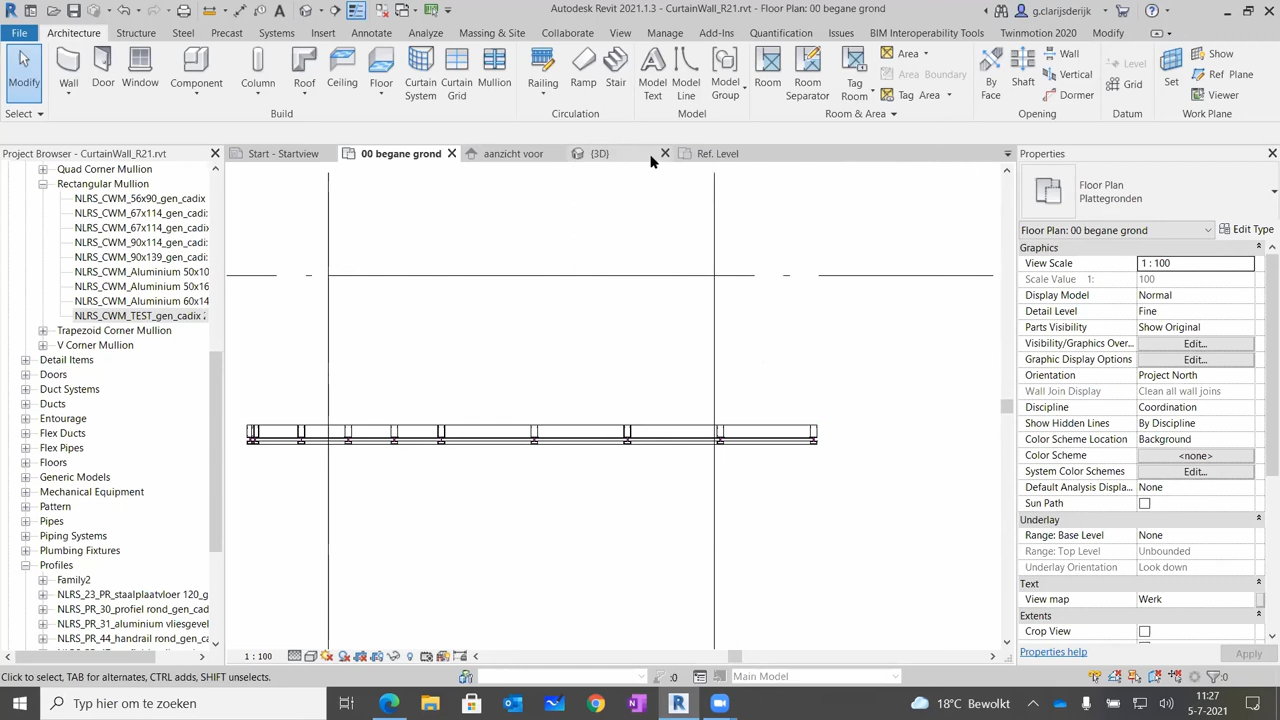 Autodesk Revit 2021.1.3 - CurtainWall_R21.rvt - Floor Plan: 00 begane grond
g.clarijsderijk
File Architecture Structure Steel Precast Systems Insert Annotate Analyze Massing & Site Collaborate View Manage Add-Ins Quantification Issues BIM Interoperability Tools Twinmotion 2020 Modify
Modify Wall Door Window Component Column Roof Ceiling Floor Curtain System Curtain Grid Mullion Railing Ramp Stair Model Text Model Line Model Group Room Room Separator Tag Room
Area
Area Boundary
Tag Area
By Face Shaft
Wall
Vertical
Dormer
Level
Grid
Set
Show
Ref Plane
Viewer
Select Build Circulation Model Room & Area Opening Datum Work Plane
Project Browser - CurtainWall_R21.rvt
Start - Startview 00 begane grond aanzicht voor {3D} Ref. Level
Properties
Quad Corner Mullion
Rectangular Mullion
NLRS_CWM_56x90_gen_cadix
NLRS_CWM_67x114_gen_cadi:
NLRS_CWM_67x114_gen_cadi:
NLRS_CWM_90x114_gen_cadi:
NLRS_CWM_90x139_gen_cadi:
NLRS_CWM_Aluminium 50x10
NLRS_CWM_Aluminium 50x16
NLRS_CWM_Aluminium 60x14
NLRS_CWM_TEST_gen_cadix
Trapezoid Corner Mullion
V Corner Mullion
Detail Items
Doors
Duct Systems
Ducts
Entourage
Flex Ducts
Flex Pipes
Floors
Generic Models
Mechanical Equipment
Pattern
Pipes
Piping Systems
Plumbing Fixtures
Profiles
Family2
NLRS_23_PR_staalplaatvloer 120_g
NLRS_PR_30_profiel rond_gen_ca
NLRS_PR_31_aluminium vliesgevel
NLRS_PR_44_handrail rond_gen_ca
Floor Plan
Plattegronden
Floor Plan: 00 begane grond Edit Type
Graphics
View Scale 1 : 100
Scale Value 1: 100
Display Model Normal
Detail Level Fine
Parts Visibility Show Original
Visibility/Graphics Over... Edit...
Graphic Display Options Edit...
Orientation Project North
Wall Join Display Clean all wall joins
Discipline Coordination
Show Hidden Lines By Discipline
Color Scheme Location Background
Color Scheme <none>
System Color Schemes Edit...
Default Analysis Displa... None
Sun Path
Underlay
Range: Base Level None
Range: Top Level Unbounded
Underlay Orientation Look down
Text
View map Werk
Extents
Crop View
Properties help Apply
1 : 100
Click to select, TAB for alternates, CTRL adds, SHIFT unselects.
:0
Main Model
:0
Typ hier om te zoeken
18°C Bewolkt
11:27
5-7-2021